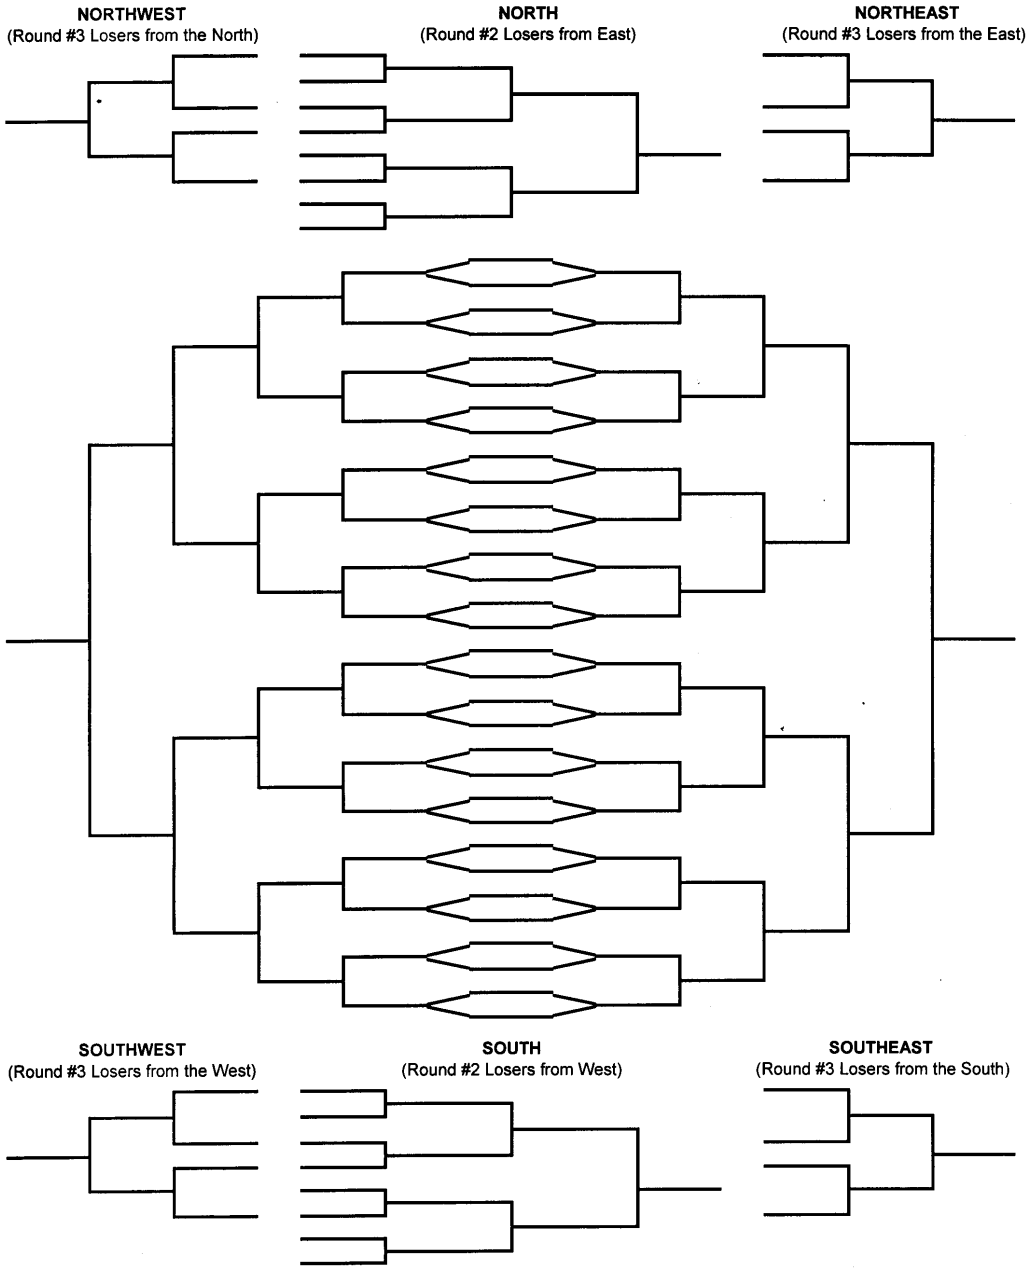 NORTHWEST
(Round #3 Losers from the North)
NORTH
(Round #2 Losers from East)
NORTHEAST
(Round #3 Losers from the East)
SOUTHWEST
(Round #3 Losers from the West)
SOUTH
(Round #2 Losers from West)
SOUTHEAST
(Round #3 Losers from the South)